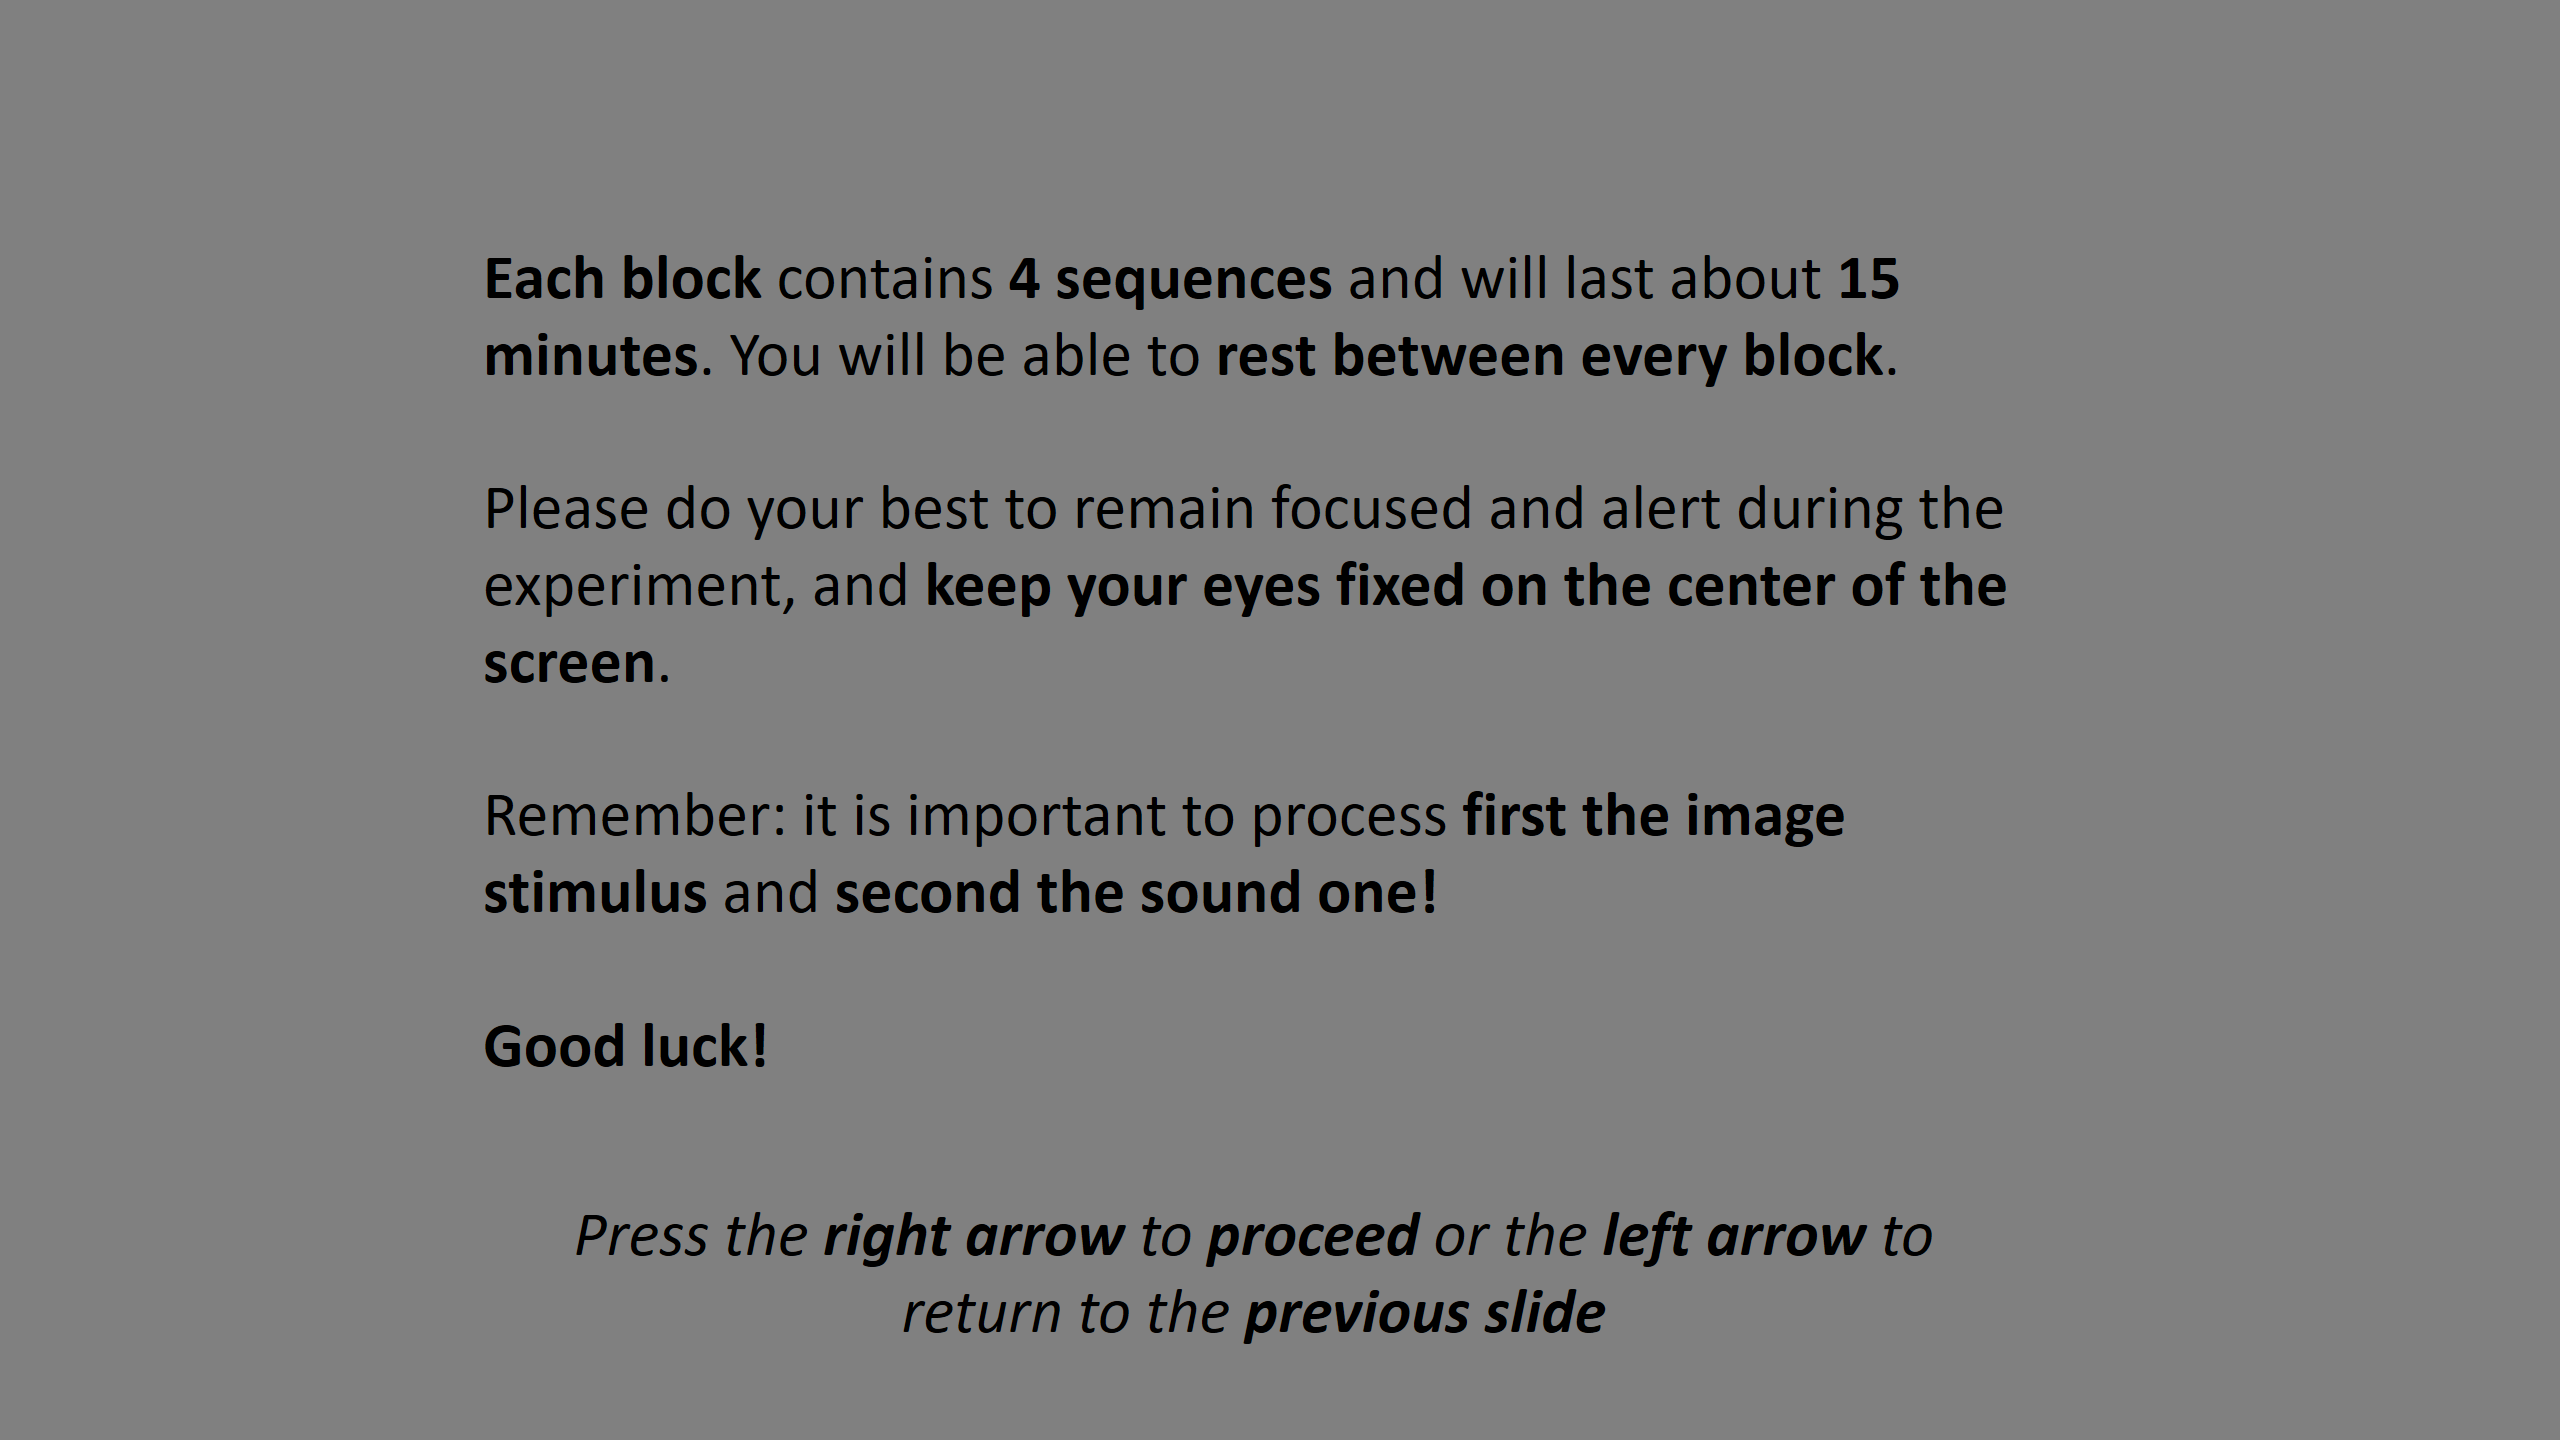 Each block contains 4 sequences and will last about 15
minutes. You will be able to rest between every block.
Please do your best to remain focused and alert during the
experiment, and keep your eyes fixed on the center of the
screen.
Remember: it is important to process first the image
stimulus and second the sound one!
Good luck!
Press the right arrow to proceed or the left arrow to
return to the previous slide